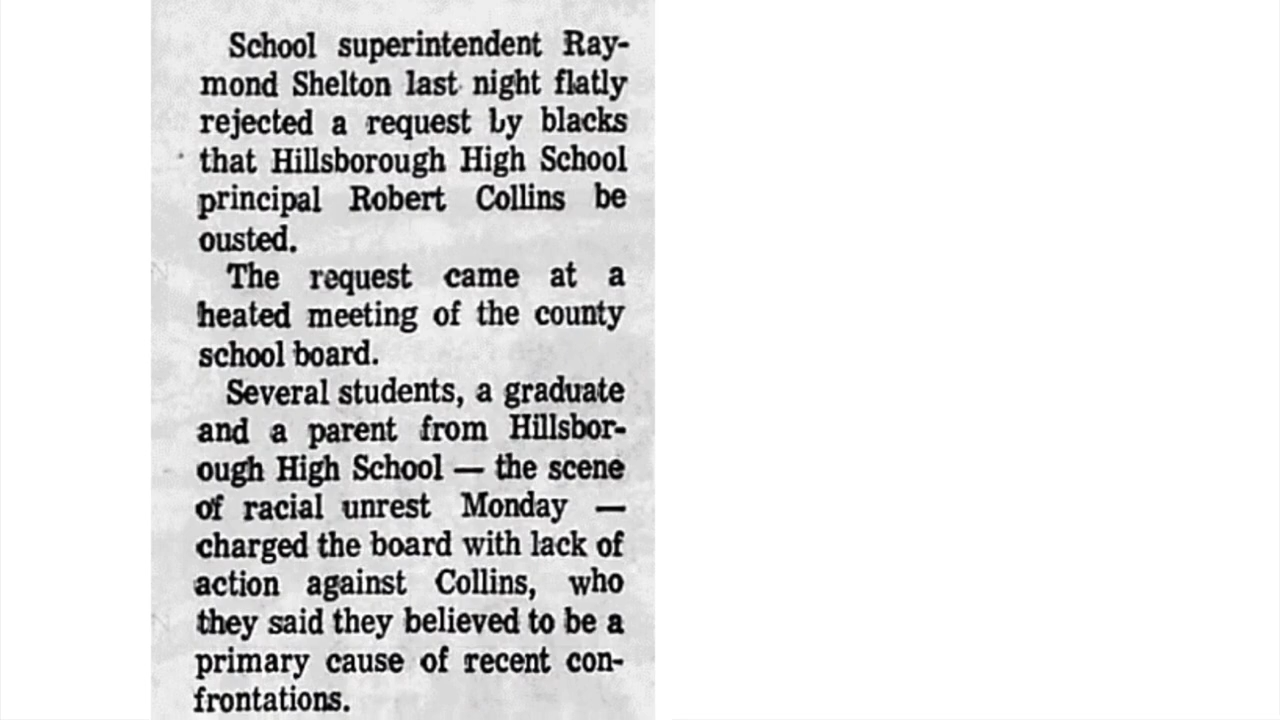 School superintendent Ray-
mond Shelton last night flatly
rejected a request by blacks
that Hillsborough High School
principal Robert Collins be
ousted.
The request came at a
heated meeting of the county
school board.
Several students, a graduate
and a parent from Hillsbor-
ough High School — the scene
of racial unrest Monday —
charged the board with lack of
action against Collins, who
they said they believed to be a
primary cause of recent con-
frontations.